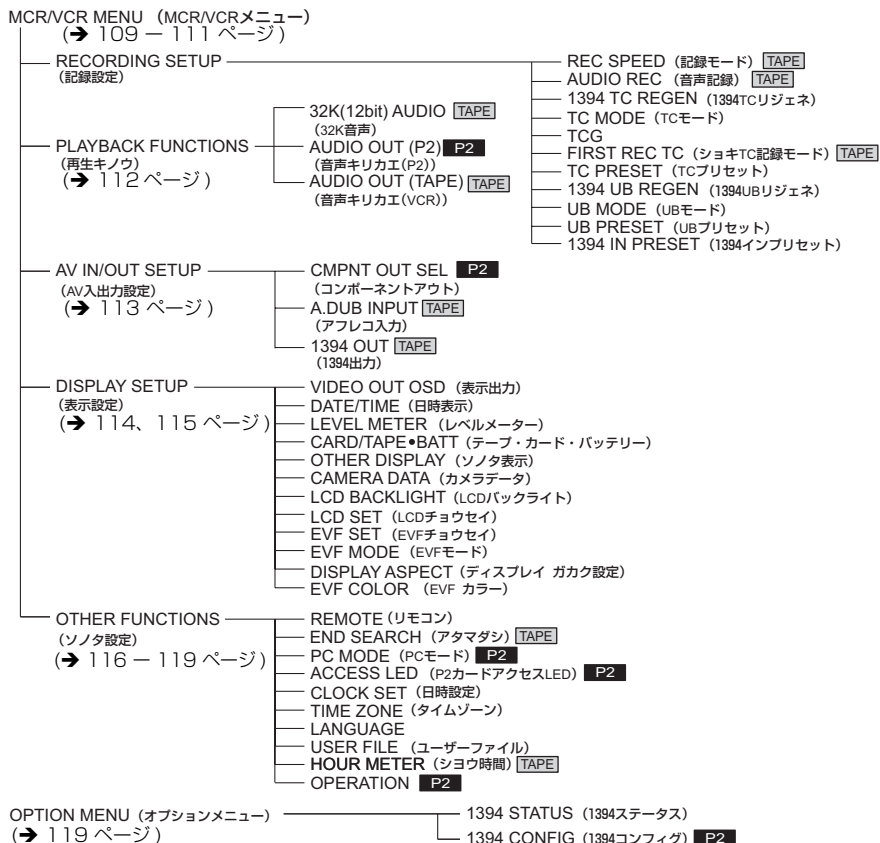 MCR/VCR MENU （MCR/VCRメニュー）
(➔ 109 － 111 ページ)
RECORDING SETUP
（記録設定）
REC SPEED（記録モード） TAPE
AUDIO REC（音声記録） TAPE
1394 TC REGEN（1394TCリジェネ）
TC MODE（TCモード）
TCG
FIRST REC TC（ショキTC記録モード） TAPE
TC PRESET（TCプリセット）
1394 UB REGEN（1394UBリジェネ）
UB MODE（UBモード）
UB PRESET（UBプリセット）
1394 IN PRESET（1394インプリセット）
PLAYBACK FUNCTIONS
（再生キノウ）
(➔ 112 ページ)
32K(12bit) AUDIO TAPE
（32K音声）
AUDIO OUT (P2) P2
（音声キリカエ(P2)）
AUDIO OUT (TAPE) TAPE
（音声キリカエ(VCR)）
AV IN/OUT SETUP
（AV入出力設定）
(➔ 113 ページ)
CMPNT OUT SEL P2
（コンポーネントアウト）
A.DUB INPUT TAPE
（アフレコ入力）
1394 OUT TAPE
（1394出力）
DISPLAY SETUP
（表示設定）
(➔ 114、115 ページ)
VIDEO OUT OSD（表示出力）
DATE/TIME（日時表示）
LEVEL METER（レベルメーター）
CARD/TAPE•BATT（テープ・カード・バッテリー）
OTHER DISPLAY（ソノタ表示）
CAMERA DATA（カメラデータ）
LCD BACKLIGHT（LCDバックライト）
LCD SET（LCDチョウセイ）
EVF SET（EVFチョウセイ）
EVF MODE（EVFモード）
DISPLAY ASPECT（ディスプレイ ガカク設定）
EVF COLOR（EVF カラー）
OTHER FUNCTIONS
（ソノタ設定）
(➔ 116 － 119 ページ)
REMOTE（リモコン）
END SEARCH（アタマダシ） TAPE
PC MODE（PCモード） P2
ACCESS LED（P2カードアクセスLED） P2
CLOCK SET（日時設定）
TIME ZONE（タイムゾーン）
LANGUAGE
USER FILE（ユーザーファイル）
HOUR METER（シヨウ時間） TAPE
OPERATION P2
OPTION MENU（オプションメニュー）
(➔ 119 ページ)
1394 STATUS（1394ステータス）
1394 CONFIG（1394コンフィグ） P2